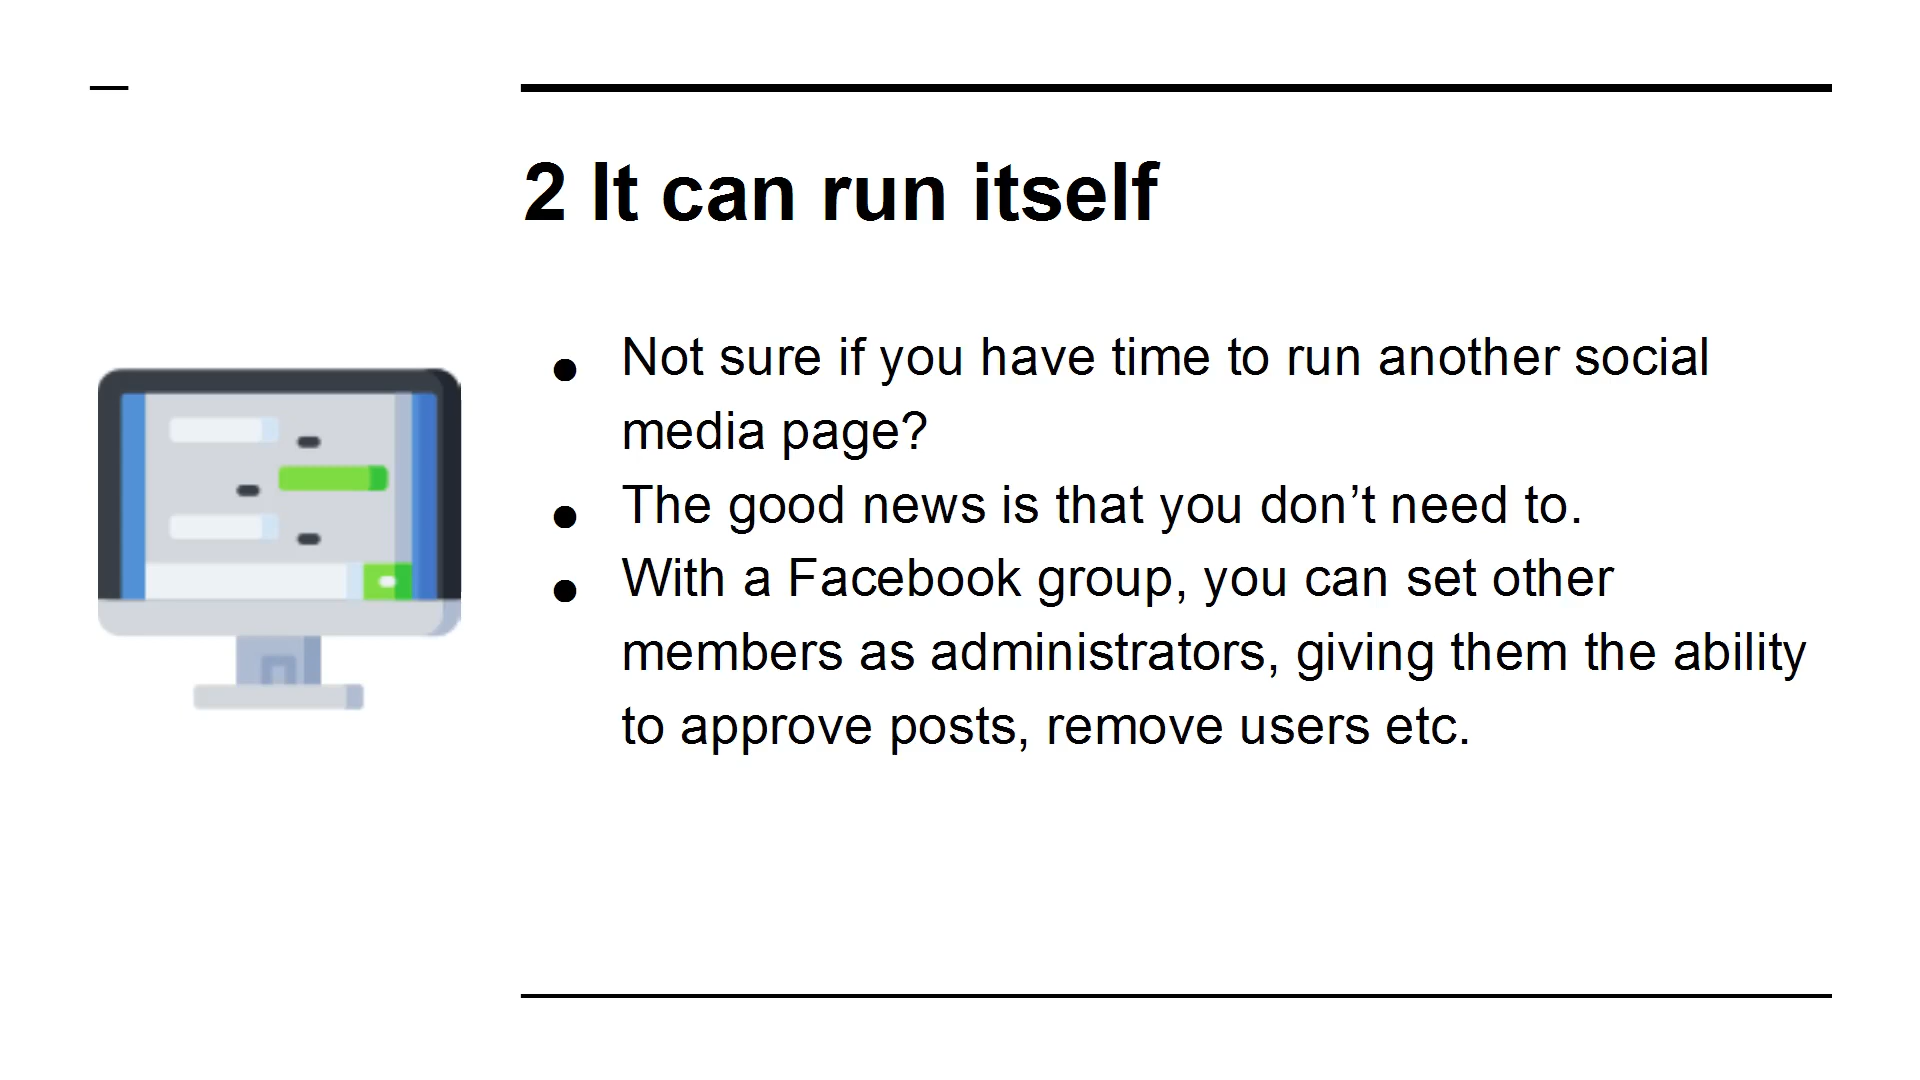 2 It can run itself
● Not sure if you have time to run another social
media page?
● The good news is that you don’t need to.
● With a Facebook group, you can set other
members as administrators, giving them the ability
to approve posts, remove users etc.